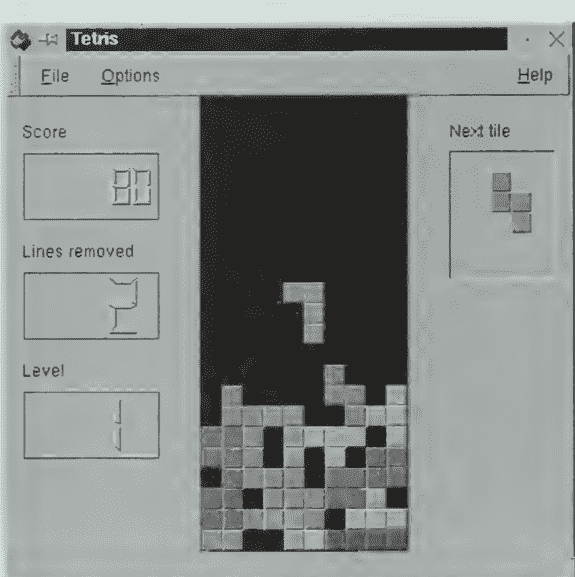 Tetris
File Options Help
Score
80
Lines removed
2
Level
1
Next tile